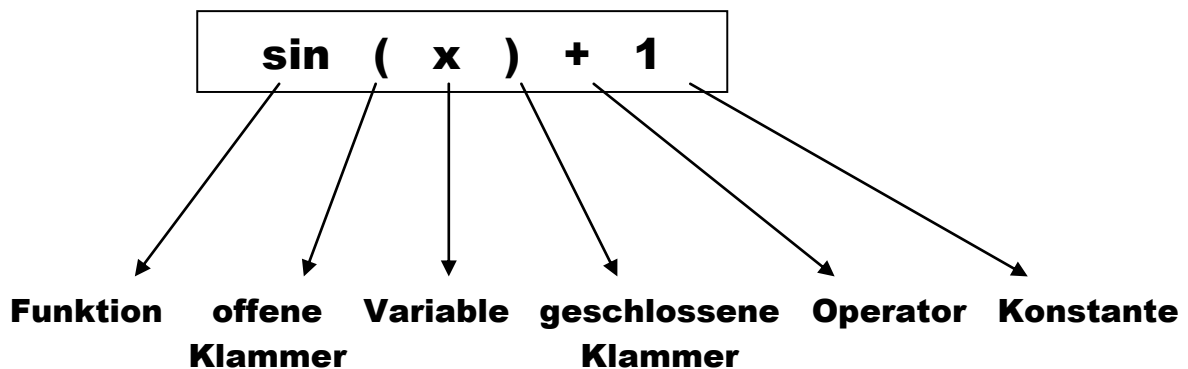 sin ( x ) + 1
Funktion offene Klammer Variable geschlossene Klammer Operator Konstante